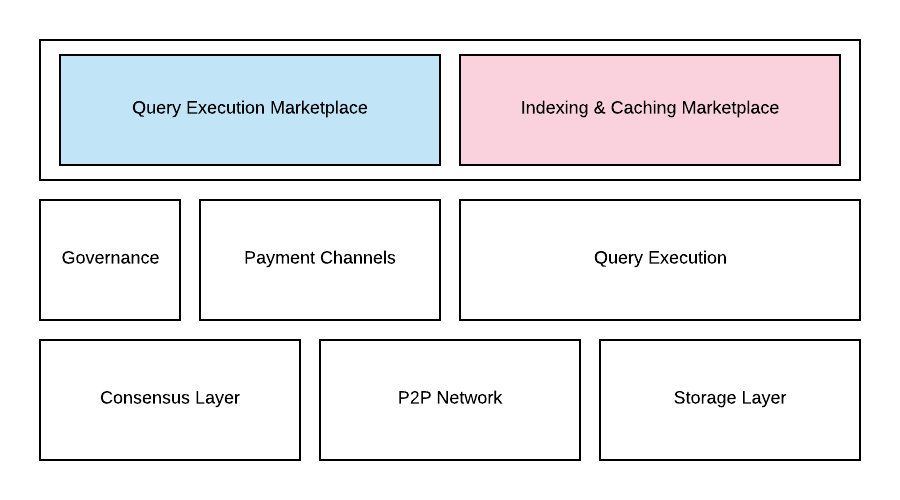 Query Execution Marketplace
Indexing & Caching Marketplace
Governance
Payment Channels
Query Execution
Consensus Layer
P2P Network
Storage Layer